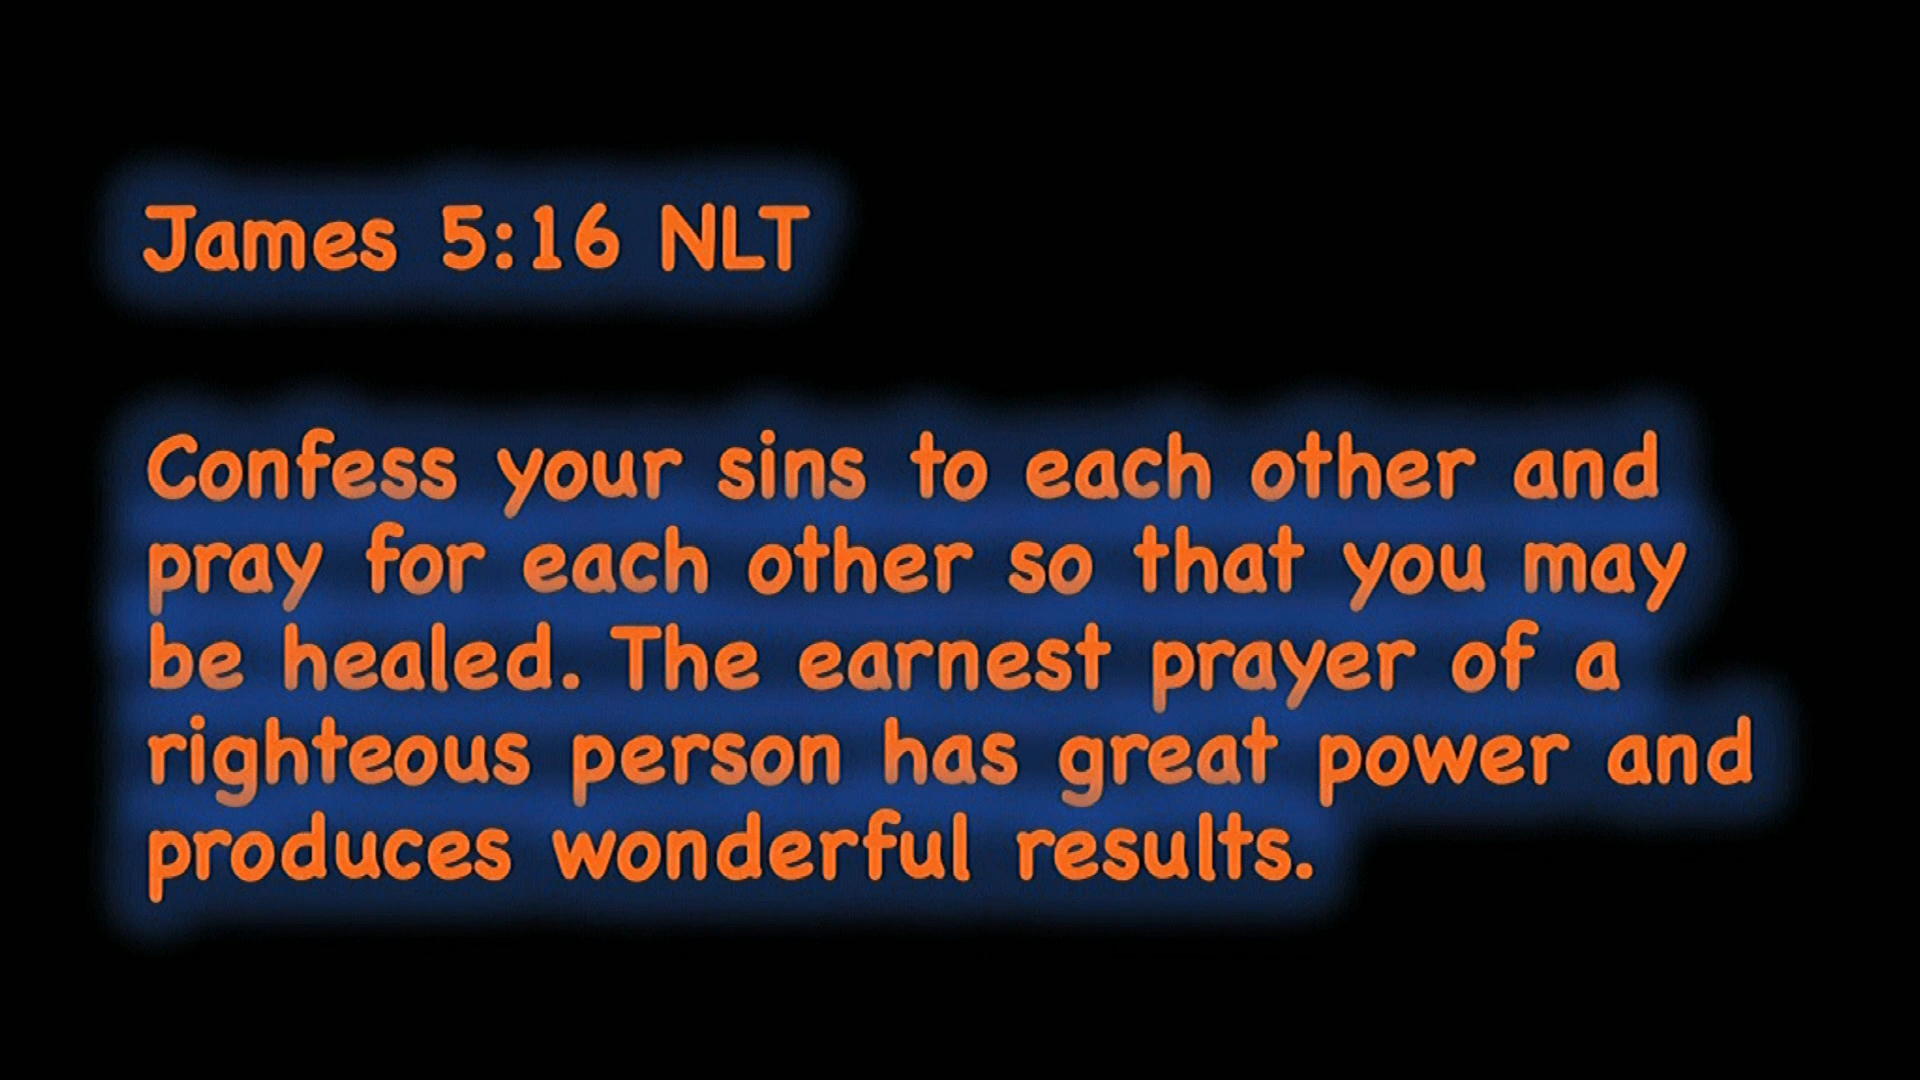 James 5:16 NLT
Confess your sins to each other and
pray for each other so that you may
be healed. The earnest prayer of a
righteous person has great power and
produces wonderful results.